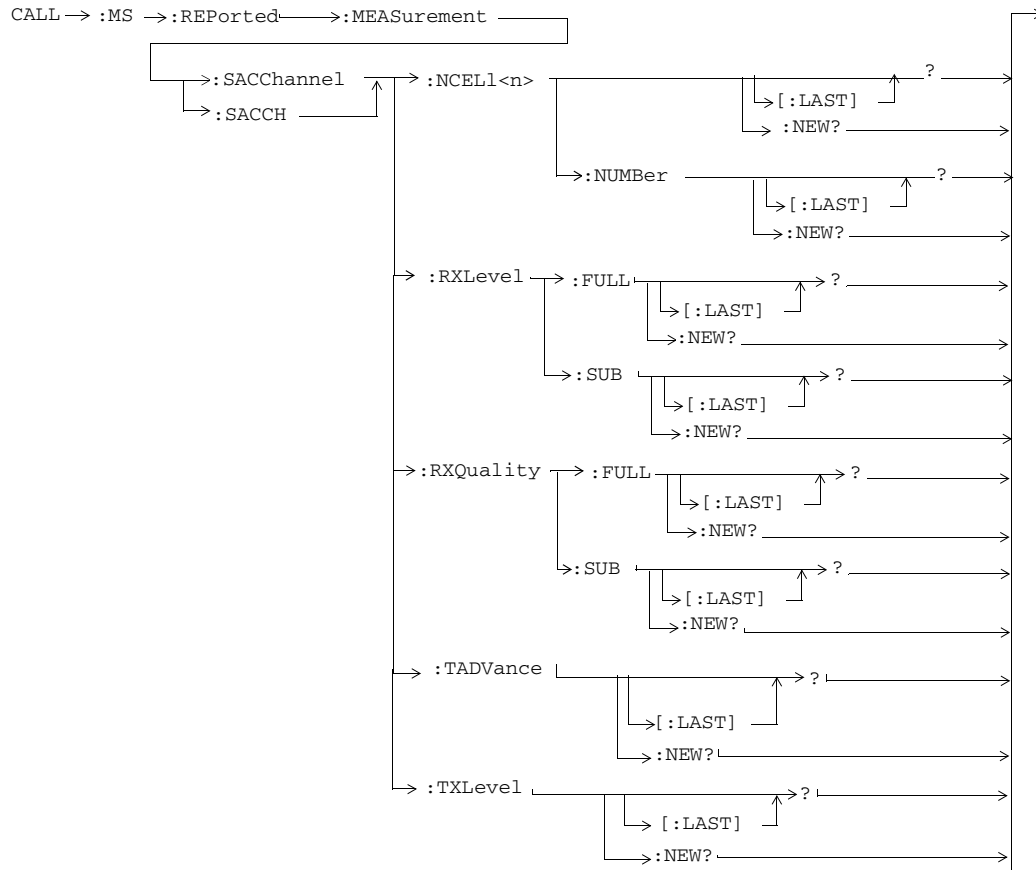 CALL :MS :REPorted :MEASurement
:SACChannel :NCELl<n> ?
[:LAST]
:SACCH
:NEW?
:NUMBer ?
[:LAST]
:NEW?
:RXLevel :FULL ?
[:LAST]
:NEW?
:SUB ?
[:LAST]
:NEW?
:RXQuality :FULL ?
[:LAST]
:NEW?
:SUB ?
[:LAST]
:NEW?
:TADVance ?
[:LAST]
:NEW?
:TXLevel ?
[:LAST]
:NEW?